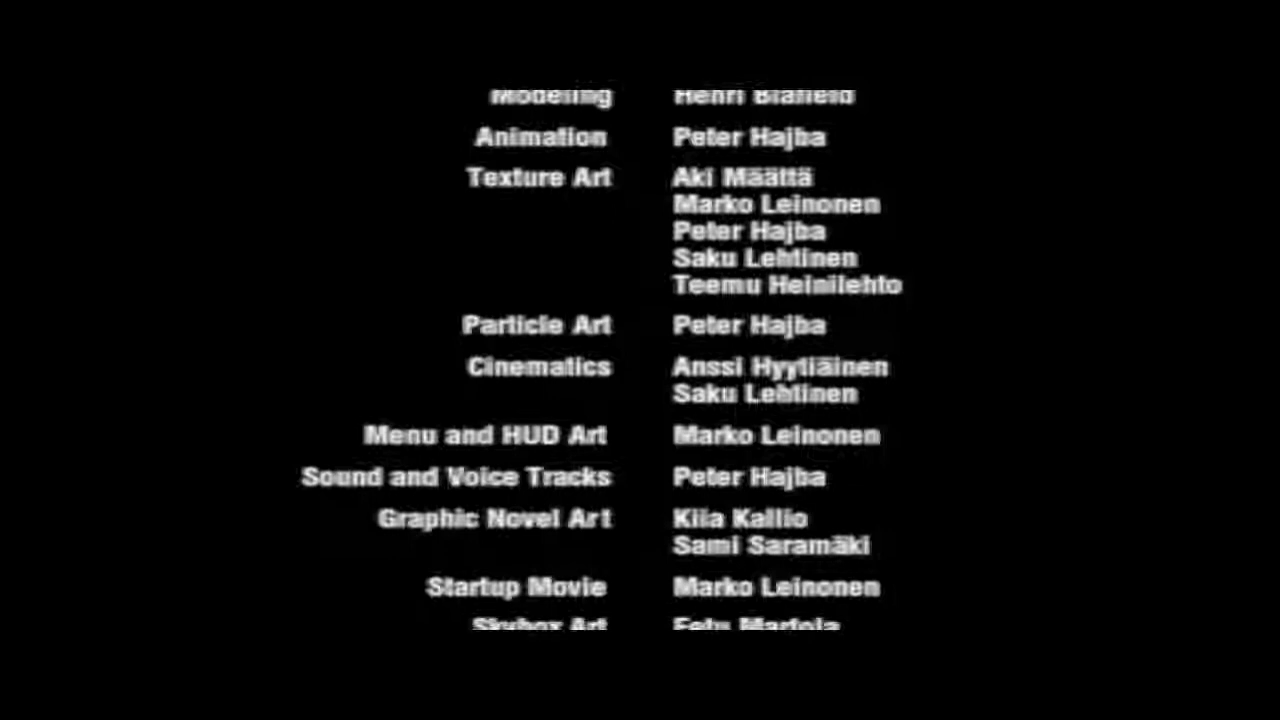 Modeling Henri Blåfield
Animation Peter Hajba
Texture Art Aki Määttä
Marko Leinonen
Peter Hajba
Saku Lehtinen
Teemu Heinilehto
Particle Art Peter Hajba
Cinematics Anssi Hyytiäinen
Saku Lehtinen
Menu and HUD Art Marko Leinonen
Sound and Voice Tracks Peter Hajba
Graphic Novel Art Kiia Kallio
Sami Saramäki
Startup Movie Marko Leinonen
Skybox Art Fetu Martola